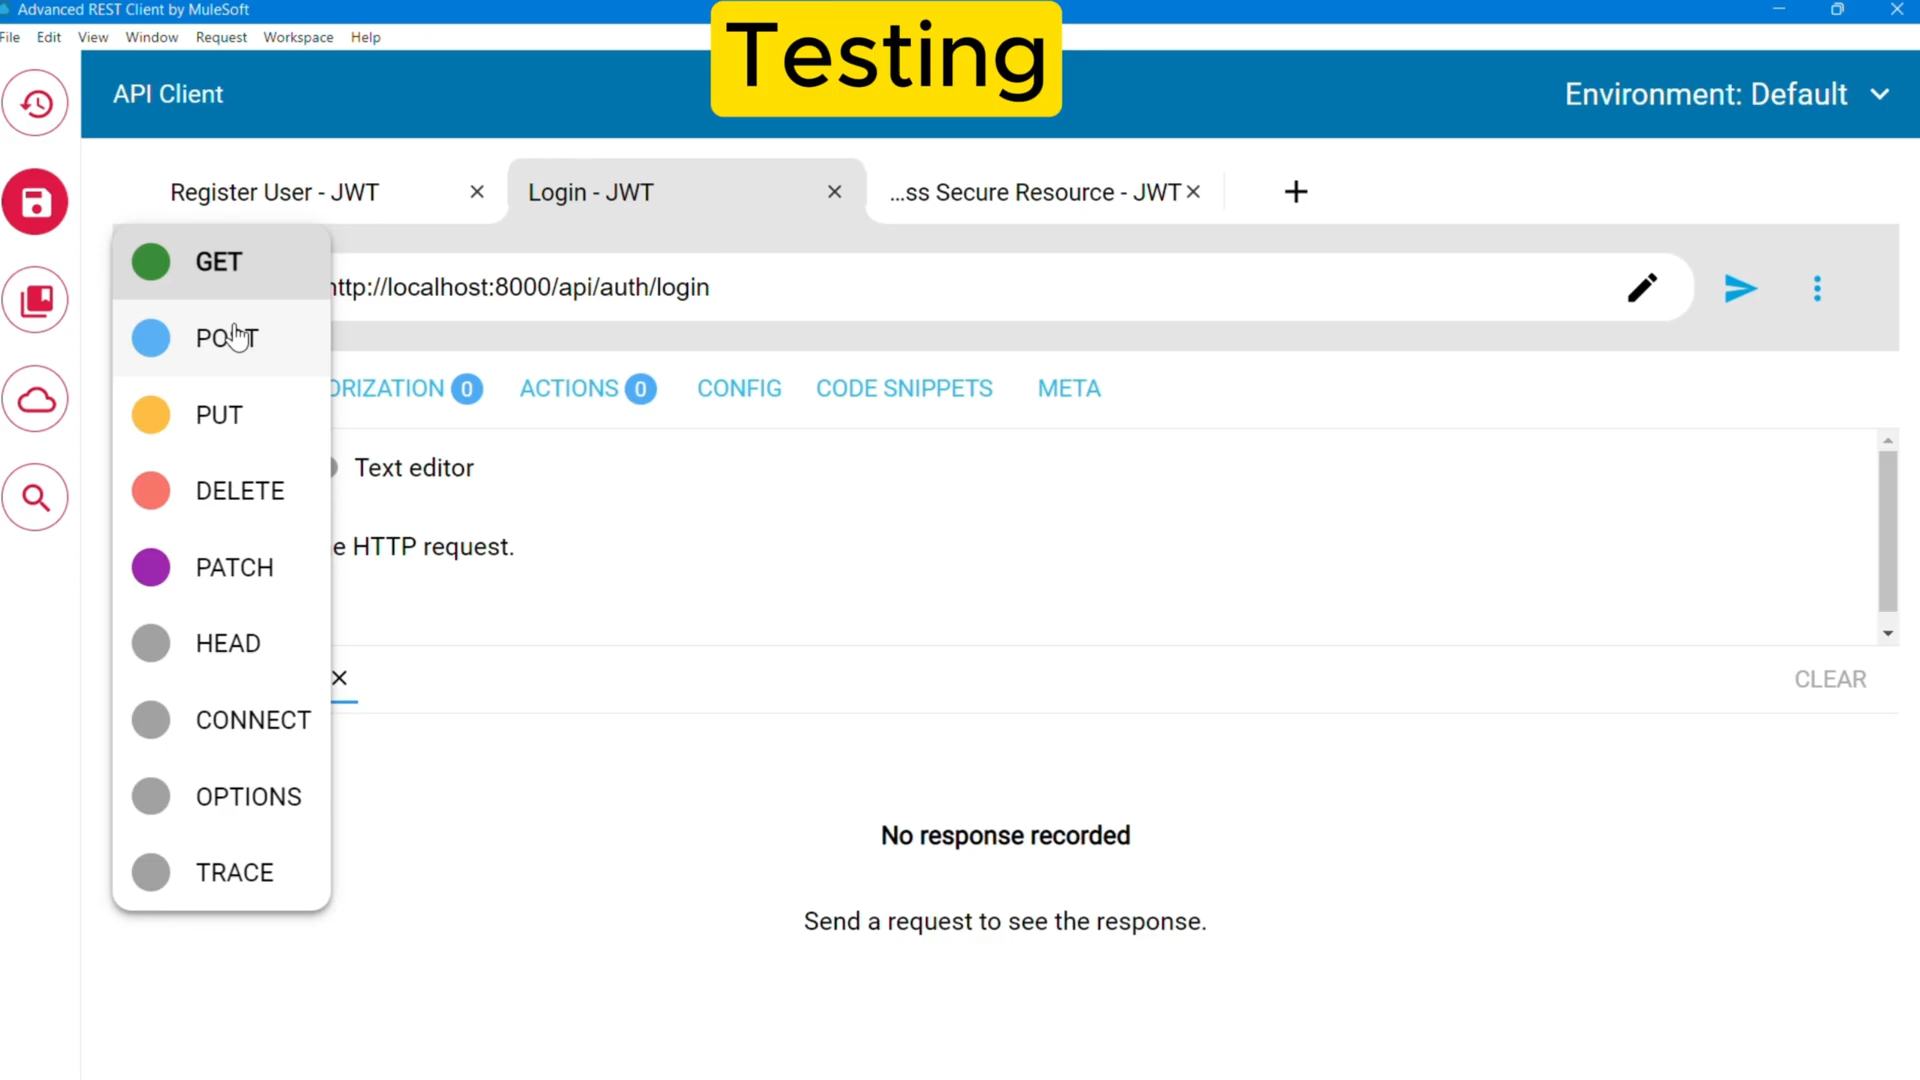 Advanced REST Client by MuleSoft
File Edit View Window Request Workspace Help
Testing
API Client
Environment: Default
Register User - JWT
Login - JWT
...ss Secure Resource - JWT
GET
http://localhost:8000/api/auth/login
POST
ORIZATION 0 ACTIONS 0 CONFIG CODE SNIPPETS META
PUT
Text editor
DELETE
e HTTP request.
PATCH
HEAD
CLEAR
CONNECT
OPTIONS
No response recorded
TRACE
Send a request to see the response.